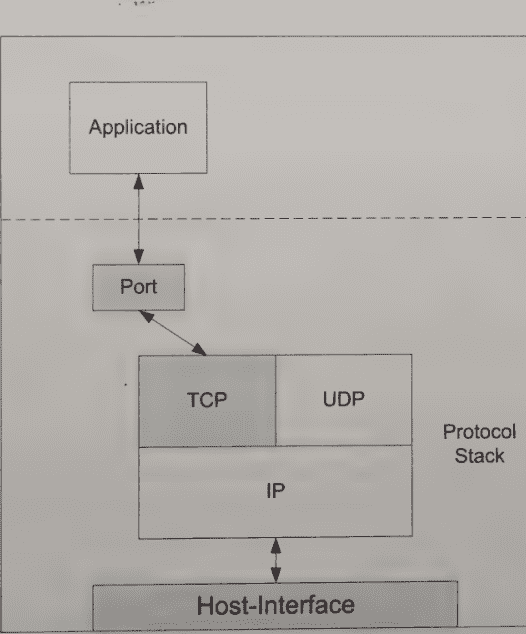 Application
Port
TCP
UDP
Protocol
Stack
IP
Host-Interface